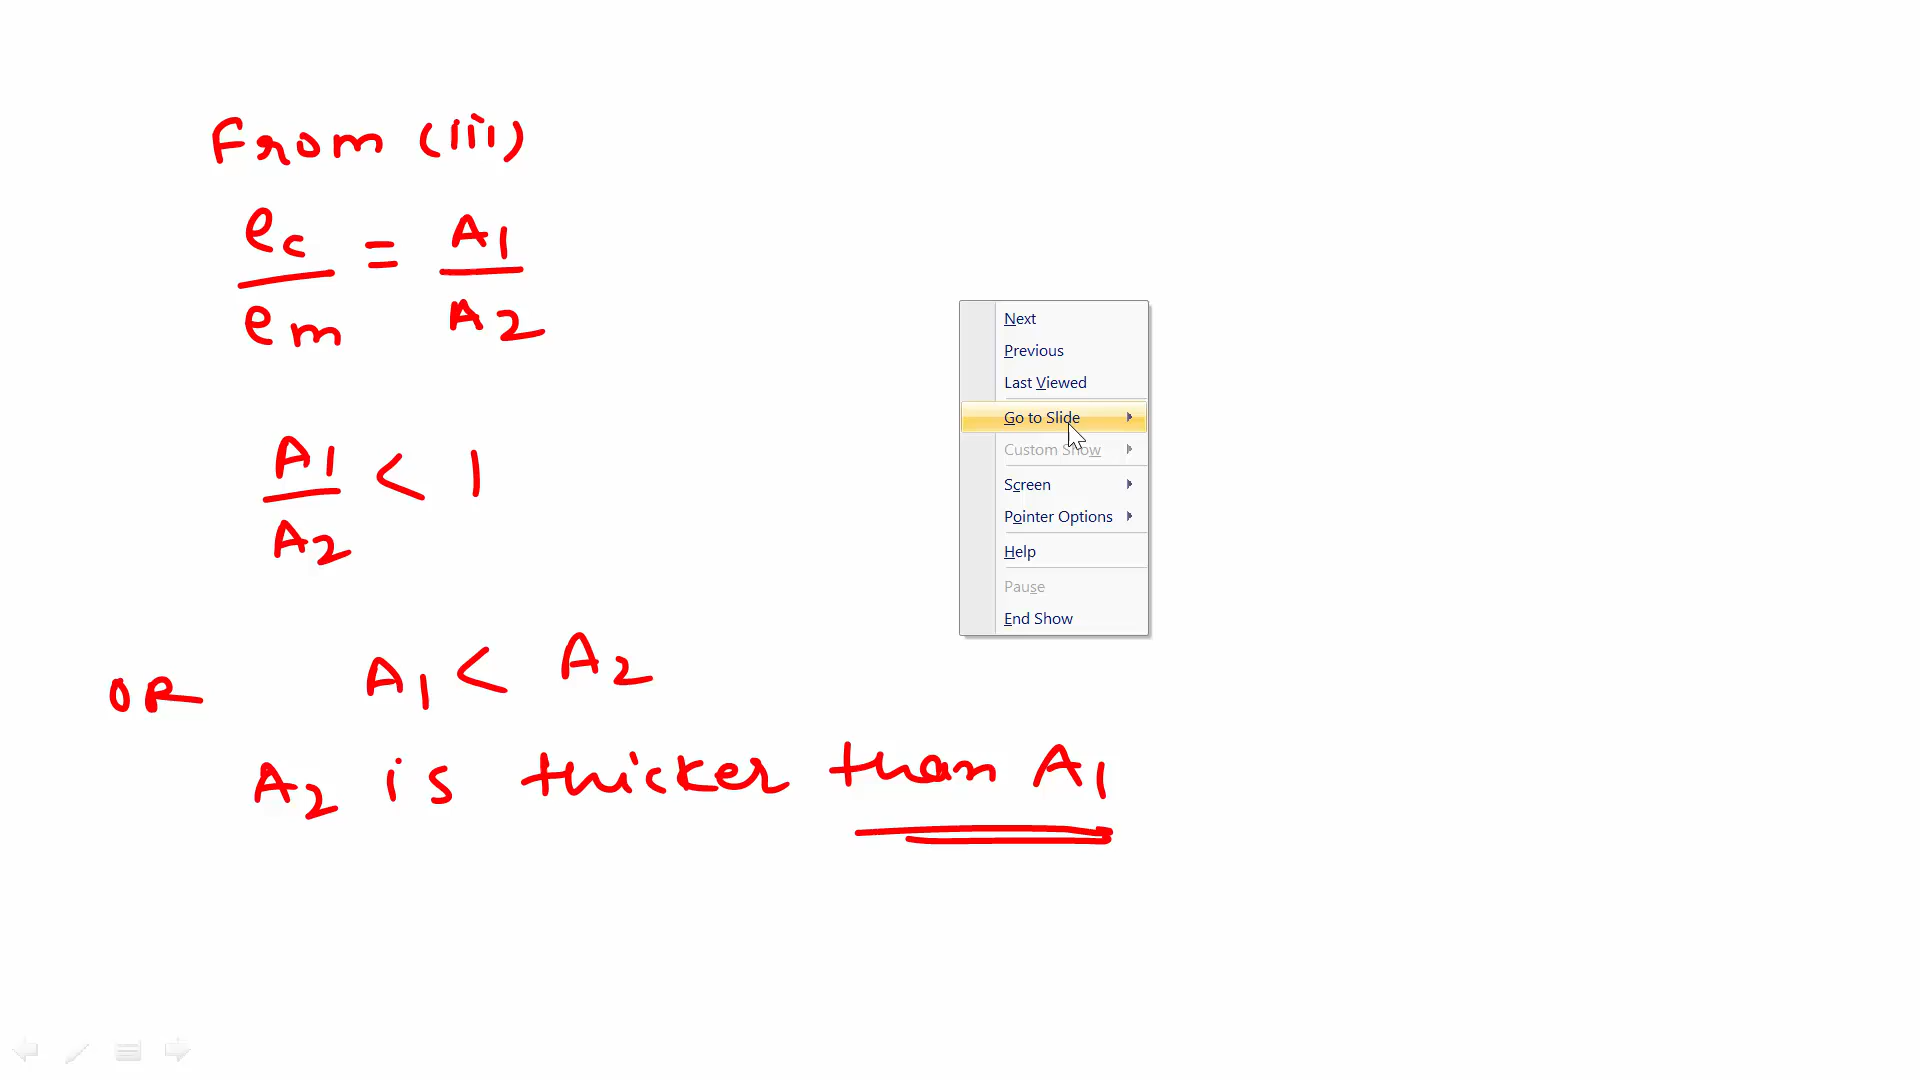 From (iii)
ec/em = A1/A2
A1/A2 < 1
OR A1 < A2
A2 is thicker than A1
Next
Previous
Last Viewed
Go to Slide
Custom Show
Screen
Pointer Options
Help
Pause
End Show